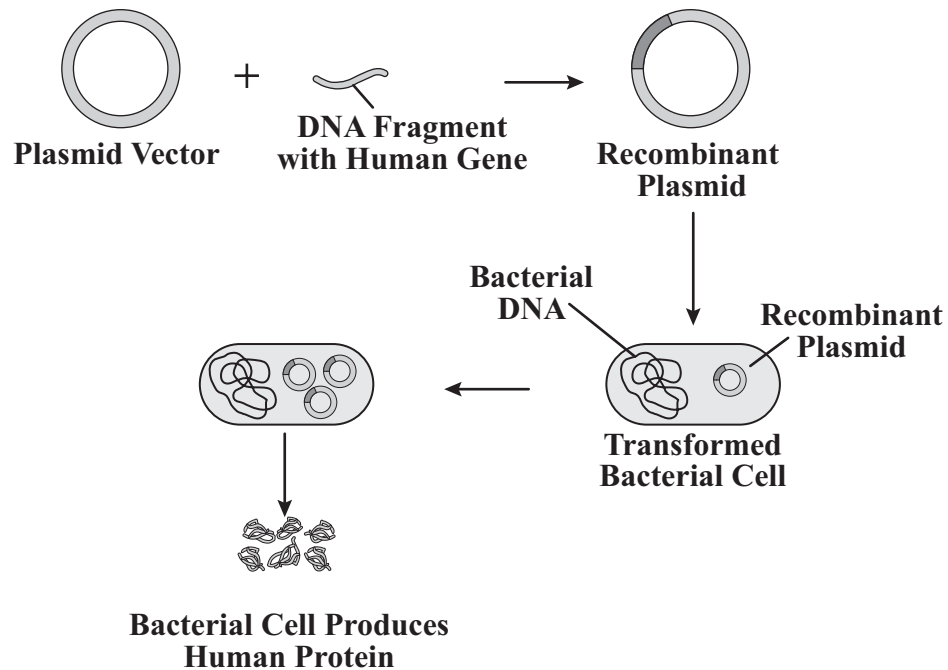 +
Plasmid Vector
DNA Fragment
with Human Gene
Recombinant
Plasmid
Bacterial
DNA
Recombinant
Plasmid
Transformed
Bacterial Cell
Bacterial Cell Produces
Human Protein